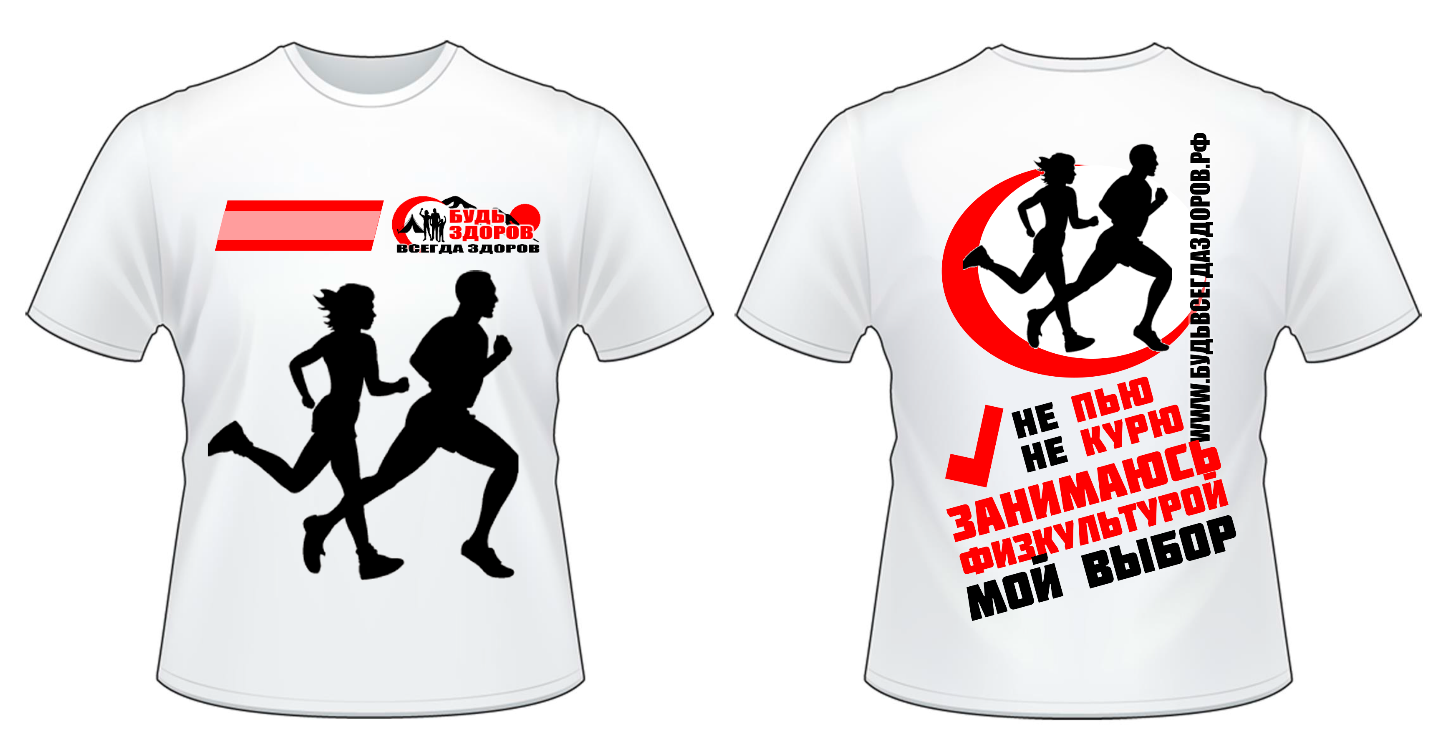 БУДЬ
ЗДОРОВ
ВСЕГДА ЗДОРОВ
WWW.БУДЬВСЕГДАЗДОРОВ.РФ
НЕ ПЬЮ
НЕ КУРЮ
ЗАНИМАЮСЬ
ФИЗКУЛЬТУРОЙ
МОЙ ВЫБОР